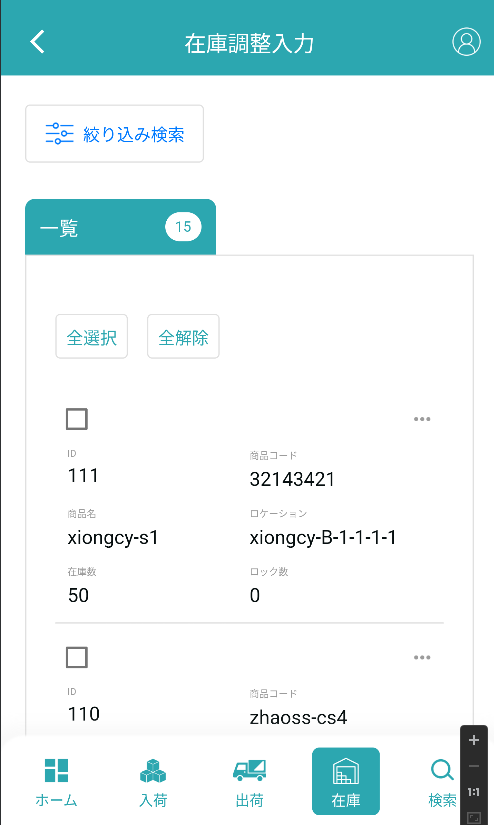 在庫調整入力
絞り込み検索
一覧 15
全選択 全解除
ID 商品コード
111 32143421
商品名 ロケーション
xiongcy-s1 xiongcy-B-1-1-1-1
在庫数 ロック数
50 0
ID 商品コード
110 zhaoss-cs4
ホーム 入荷 出荷 在庫 検索
1:1